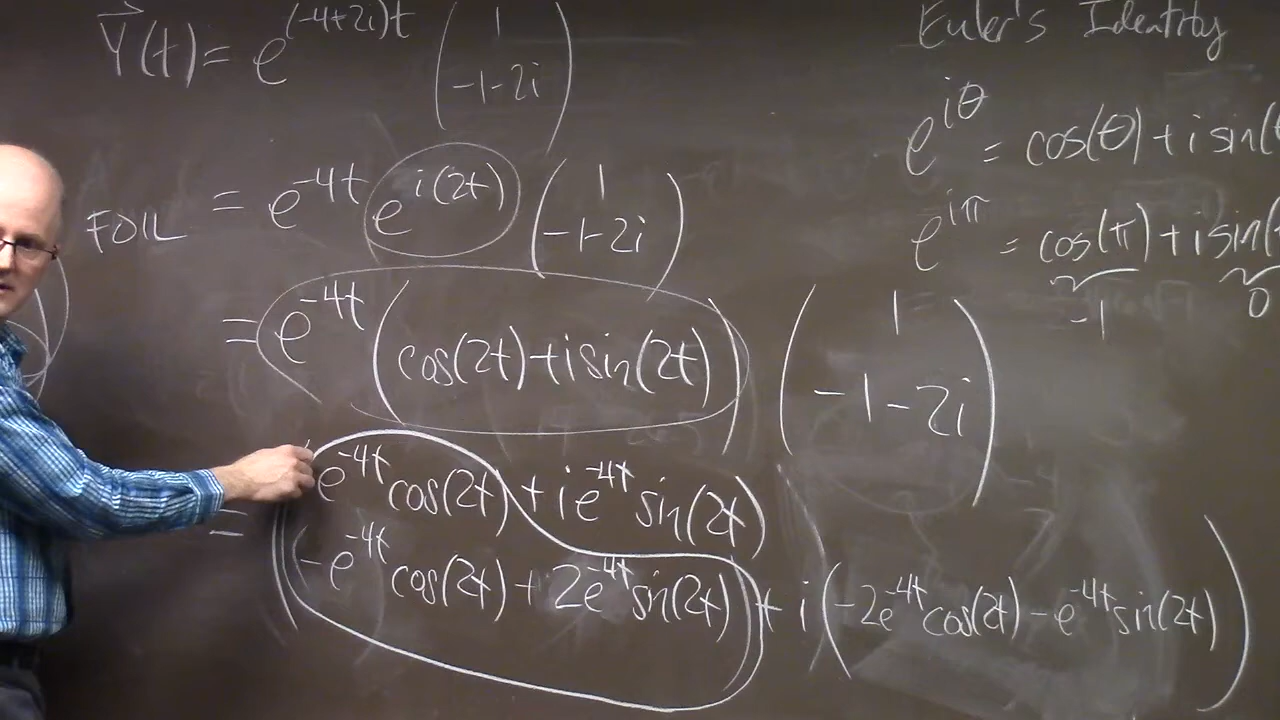 Y⃗(t) = e^{(-4+2i)t} ( 1
-1-2i )
FOIL = e^{-4t} e^{i(2t)} ( 1
-1-2i )
= e^{-4t} ( cos(2t)+i sin(2t) ) ( 1
-1-2i )
= ( e^{-4t} cos(2t) + i e^{-4t} sin(2t)
-e^{-4t} cos(2t) + 2e^{-4t} sin(2t) + i ( -2e^{-4t} cos(2t) - e^{-4t} sin(2t) ) )
Euler's Identity
e^{iθ} = cos(θ) + i sin(
e^{iπ} = cos(π) + i sin(
-1 0